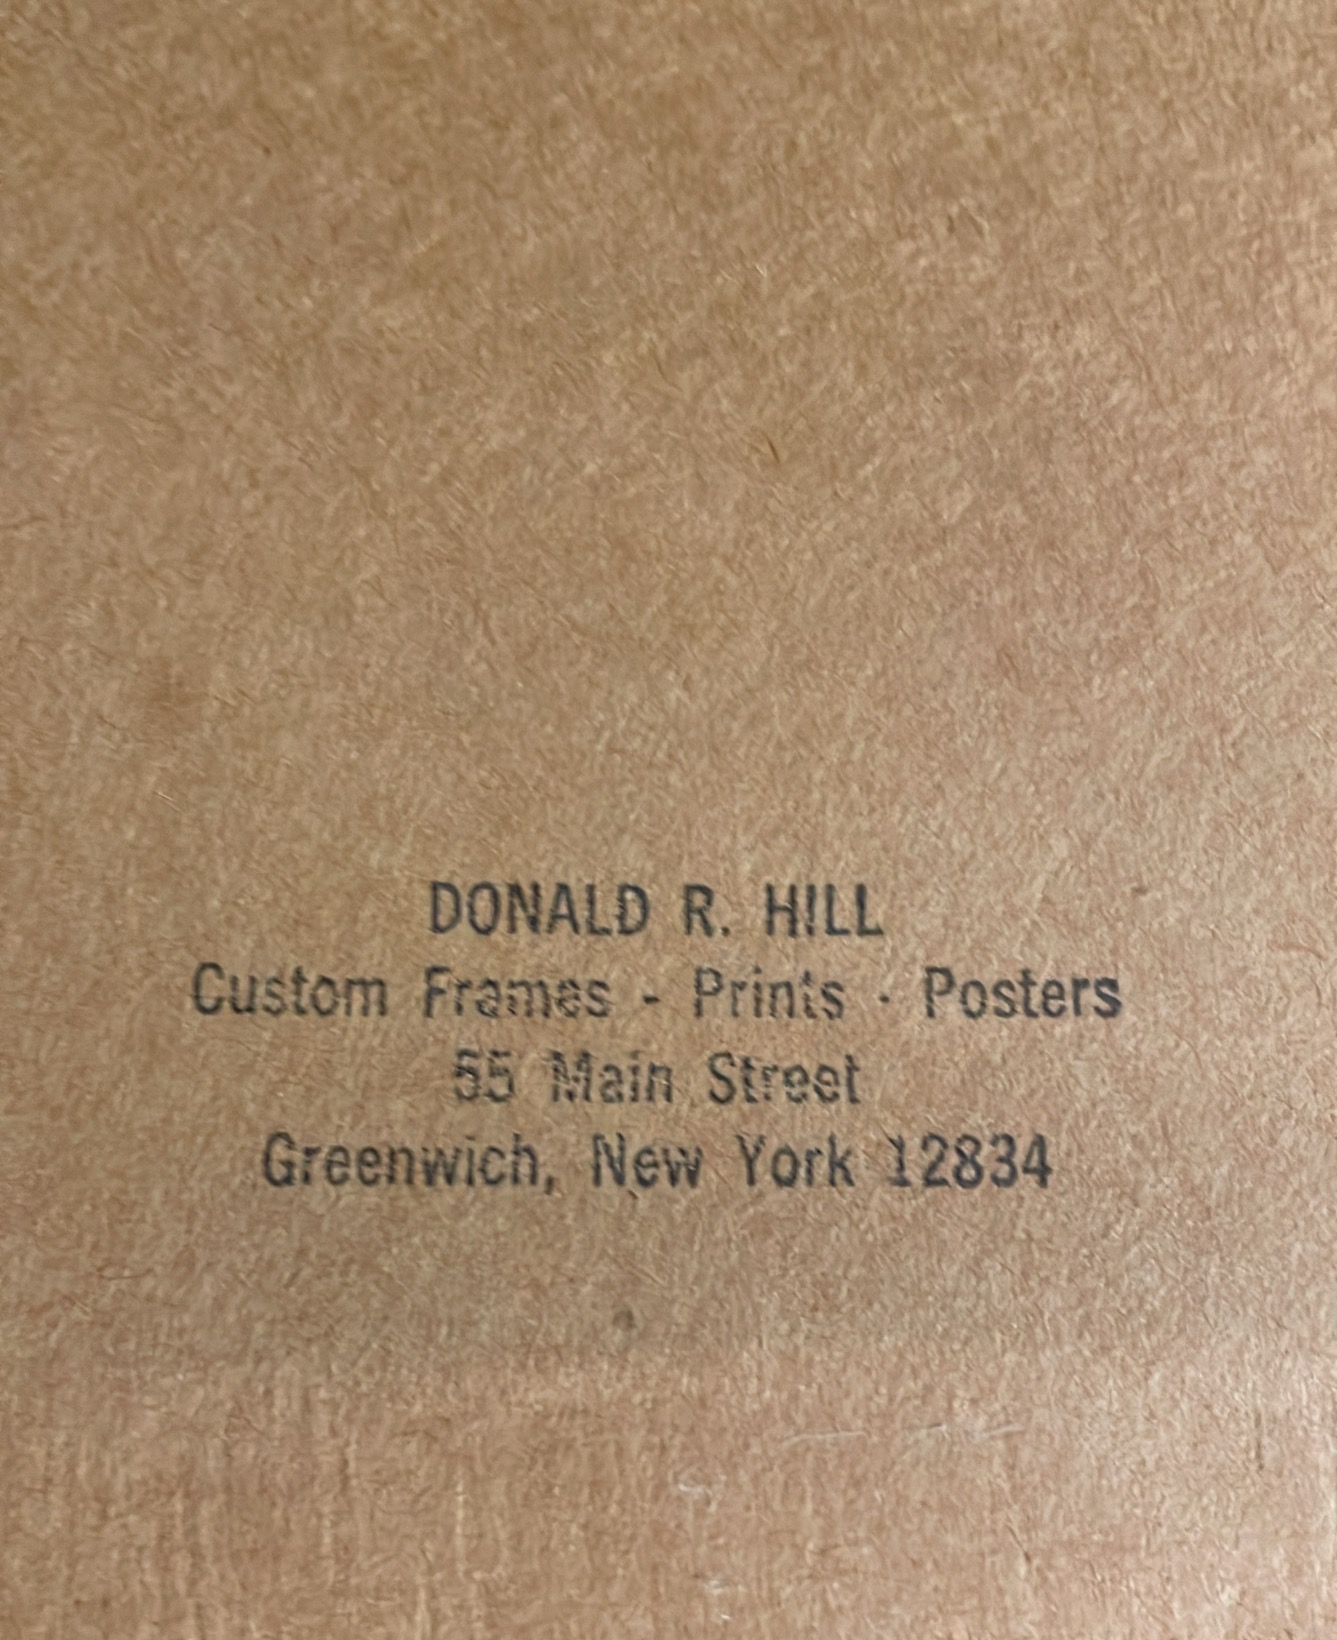 DONALD R. HILL
Custom Frames - Prints - Posters
55 Main Street
Greenwich, New York 12834